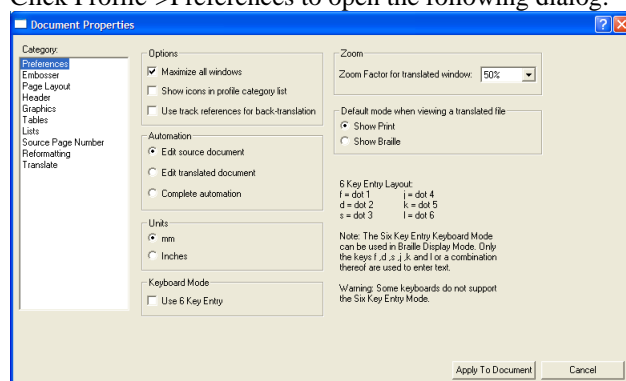 Click Profile->Preferences to open the following dialog:
Document Properties
Category:
Preferences
Embosser
Page Layout
Header
Graphics
Tables
Lists
Source Page Number
Reformatting
Translate
Options
Maximize all windows
Show icons in profile category list
Use track references for back-translation
Automation
Edit source document
Edit translated document
Complete automation
Units
mm
Inches
Keyboard Mode
Use 6 Key Entry
Zoom
Zoom Factor for translated window: 50%
Default mode when viewing a translated file
Show Print
Show Braille
6 Key Entry Layout:
f = dot 1 j = dot 4
d = dot 2 k = dot 5
s = dot 3 l = dot 6
Note: The Six Key Entry Keyboard Mode
can be used in Braille Display Mode. Only
the keys f ,d ,s ,j ,k and l or a combination
thereof are used to enter text.
Warning: Some keyboards do not support
the Six Key Entry Mode.
Apply To Document Cancel